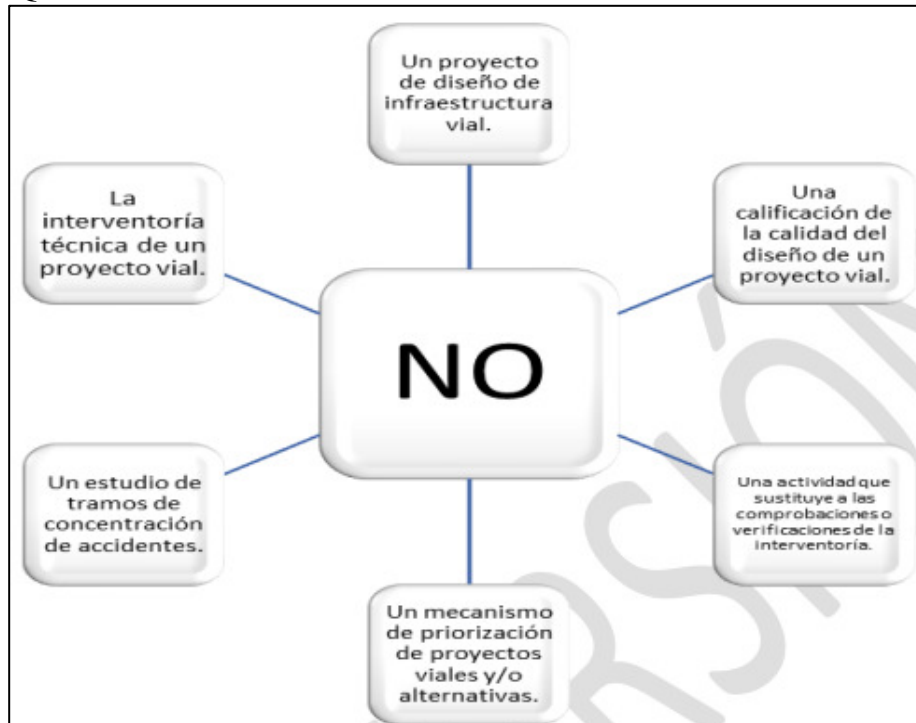 Un proyecto
de diseño de
infraestructura
vial.
La
interventoría
técnica de un
proyecto vial.
Una
calificación de
la calidad del
diseño de un
proyecto vial.
NO
Un estudio de
tramos de
concentración
de accidentes.
Una actividad que
sustituye a las
comprobaciones o
verificaciones de la
interventoría.
Un mecanismo
de priorización
de proyectos
viales y/o
alternativas.